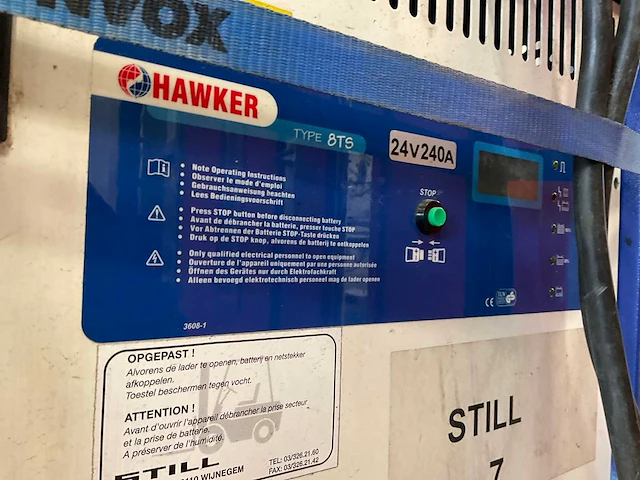 NVOX
HAWKER
TYPE 8TS
24V240A
STOP
Note Operating Instructions
Observer le mode d'emploi
Gebrauchsanweisung beachten
Lees Bedieningsvoorschrift
Press STOP button before disconnecting battery
Avant de débrancher la batterie, presser touche STOP
Vor Abtrennen der Batterie STOP-Taste drücken
Druk op de STOP knop, alvorens de batterij te ontkoppelen
Only qualified electrical personnel to open equipment
Ouverture de l'appareil uniquement par une personne autorisée
Öffnen des Gerätes nur durch Elektrofachkraft
Alleen bevoegd elektrotechnisch personeel mag de lader openen
CE
3608-1
OPGEPAST !
Alvorens de lader te openen, batterij en netstekker
afkoppelen.
Toestel beschermen tegen vocht.
ATTENTION !
Avant d'ouvrir l'appareil débrancher la prise secteur
et la prise de batterie.
A préserver de l'humidité.
STILL
WIJNEGEM
TEL: 03/326.21.60
FAX: 03/326.21.42
STILL
7